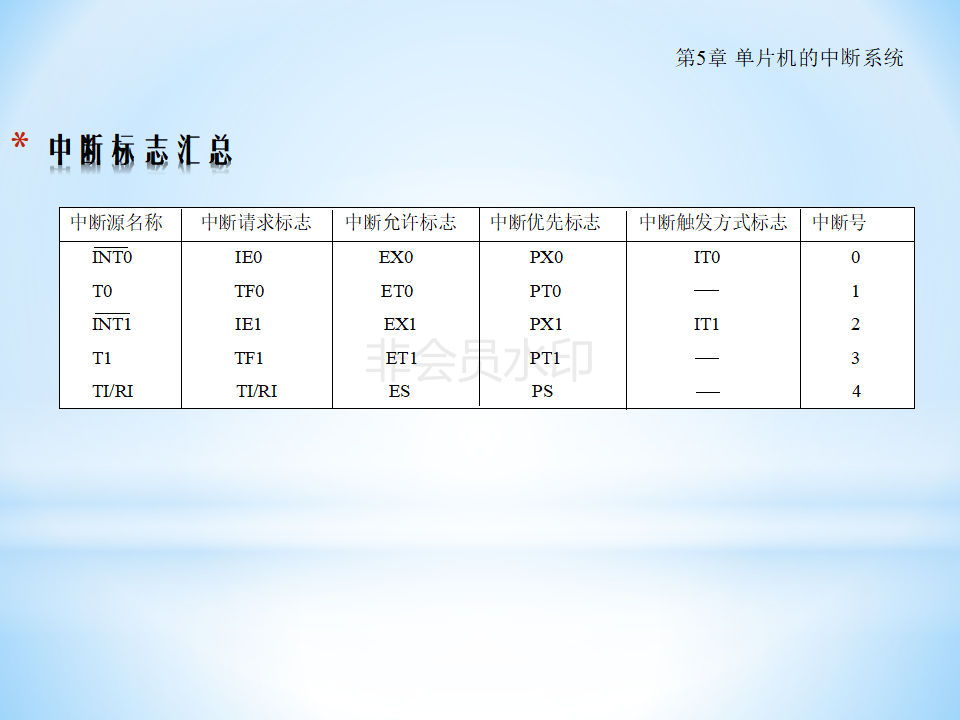 第5章 单片机的中断系统
* 中断标志汇总
中断源名称 中断请求标志 中断允许标志 中断优先标志 中断触发方式标志 中断号
I̅N̅T̅0̅ IE0 EX0 PX0 IT0 0
T0 TF0 ET0 PT0 — 1
I̅N̅T̅1̅ IE1 EX1 PX1 IT1 2
T1 TF1 ET1 PT1 — 3
TI/RI TI/RI ES PS — 4
非会员水印